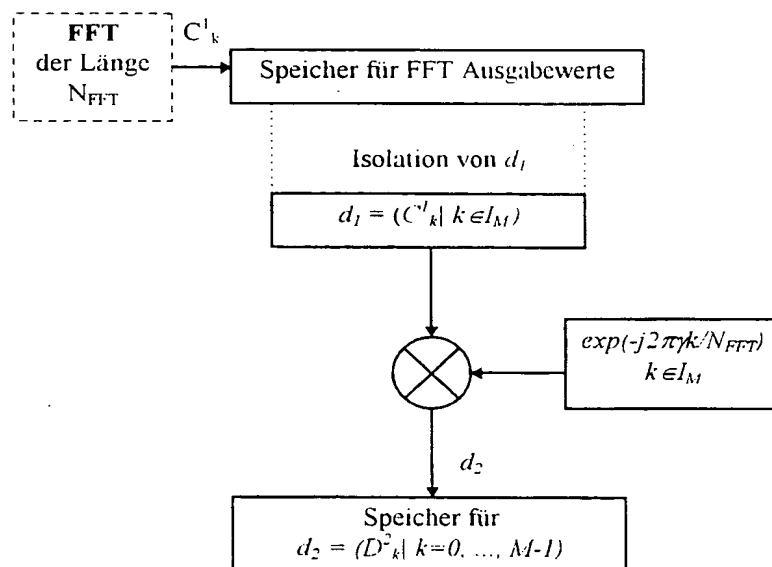 FFT
der Länge
N_FFT
C¹_k
Speicher für FFT Ausgabewerte
Isolation von d₁
d₁ = (C¹_k| k∈I_M)
exp(-j2πγk/N_FFT)
k∈I_M
d₂
Speicher für
d₂ = (D²_k| k=0, ..., M-1)